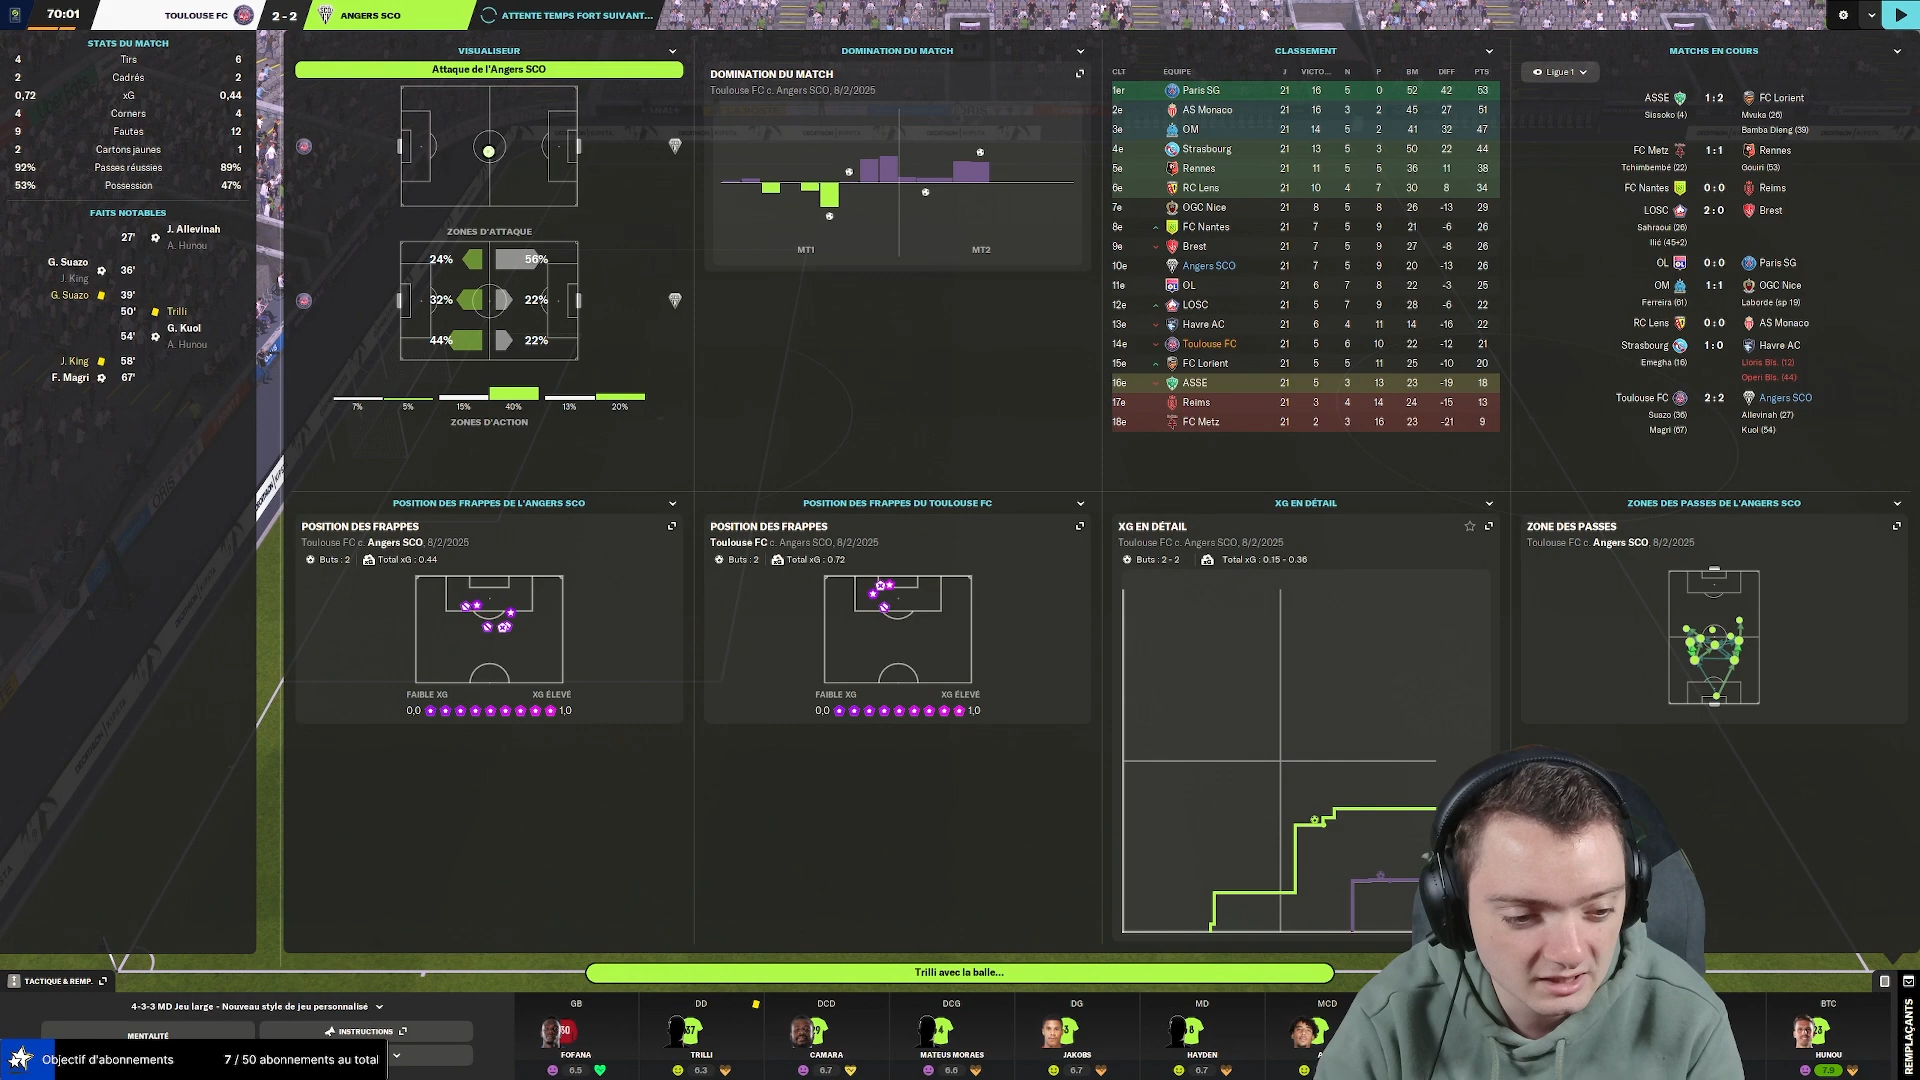 70:01
TOULOUSE FC
2 - 2
ANGERS SCO
ATTENTE TEMPS FORT SUIVANT...
STATS DU MATCH
4 Tirs 6
2 Cadrés 2
0,72 xG 0,44
4 Corners 4
9 Fautes 12
2 Cartons jaunes 1
92% Passes réussies 89%
53% Possession 47%
FAITS NOTABLES
27' J. Allevinah
A. Hunou
G. Suazo 36'
J. King
G. Suazo 39'
50' Trilli
54' G. Kuol
A. Hunou
J. King 58'
F. Magri 67'
VISUALISEUR
Attaque de l'Angers SCO
ZONES D'ATTAQUE
24% 56%
32% 22%
44% 22%
7% 5% 15% 40% 13% 20%
ZONES D'ACTION
DOMINATION DU MATCH
DOMINATION DU MATCH
Toulouse FC c. Angers SCO, 8/2/2025
MT1 MT2
CLASSEMENT
CLT ÉQUIPE J VICTO... N P BM DIFF PTS
1er Paris SG 21 16 5 0 52 42 53
2e AS Monaco 21 16 3 2 45 27 51
3e OM 21 14 5 2 41 32 47
4e Strasbourg 21 13 5 3 50 22 44
5e Rennes 21 11 5 5 36 11 38
6e RC Lens 21 10 4 7 30 8 34
7e OGC Nice 21 8 5 8 26 -13 29
8e FC Nantes 21 7 5 9 21 -6 26
9e Brest 21 7 5 9 27 -8 26
10e Angers SCO 21 7 5 9 20 -13 26
11e OL 21 6 7 8 22 -3 25
12e LOSC 21 5 7 9 28 -6 22
13e Havre AC 21 6 4 11 14 -16 22
14e Toulouse FC 21 5 6 10 22 -12 21
15e FC Lorient 21 5 5 11 25 -10 20
16e ASSE 21 5 3 13 23 -19 18
17e Reims 21 3 4 14 24 -15 13
18e FC Metz 21 2 3 16 23 -21 9
MATCHS EN COURS
Ligue 1
ASSE 1 : 2 FC Lorient
Sissoko (4) Mvuka (26)
Bamba Dieng (39)
FC Metz 1 : 1 Rennes
Tchimbembé (22) Gouiri (53)
FC Nantes 0 : 0 Reims
LOSC 2 : 0 Brest
Sahraoui (26)
Ilić (45+2)
OL 0 : 0 Paris SG
OM 1 : 1 OGC Nice
Ferreira (61) Laborde (sp 19)
RC Lens 0 : 0 AS Monaco
Strasbourg 1 : 0 Havre AC
Emegha (16) Lloris Bls. (12)
Operi Bls. (44)
Toulouse FC 2 : 2 Angers SCO
Suazo (36) Allevinah (27)
Magri (67) Kuol (54)
POSITION DES FRAPPES DE L'ANGERS SCO
POSITION DES FRAPPES
Toulouse FC c. Angers SCO, 8/2/2025
Buts : 2 Total xG : 0.44
FAIBLE XG XG ÉLEVÉ
0,0 1,0
POSITION DES FRAPPES DU TOULOUSE FC
POSITION DES FRAPPES
Toulouse FC c. Angers SCO, 8/2/2025
Buts : 2 Total xG : 0.72
FAIBLE XG XG ÉLEVÉ
0,0 1,0
XG EN DÉTAIL
XG EN DÉTAIL
Toulouse FC c. Angers SCO, 8/2/2025
Buts : 2 - 2 Total xG : 0.15 - 0.36
ZONES DES PASSES DE L'ANGERS SCO
ZONE DES PASSES
Toulouse FC c. Angers SCO, 8/2/2025
Trilli avec la balle...
TACTIQUE & REMP.
4-3-3 MD Jeu large - Nouveau style de jeu personnalisé
MENTALITÉ
INSTRUCTIONS
Objectif d'abonnements 7 / 50 abonnements au total
GB DD DCD DCG DG MD MCD BTC
30 37 29 4 3 8 23
FOFANA TRILLI CAMARA MATEUS MORAES JAKOBS HAYDEN HUNOU
6.5 6.3 6.7 6.6 6.7 6.7 7.9
REMPLAÇANTS